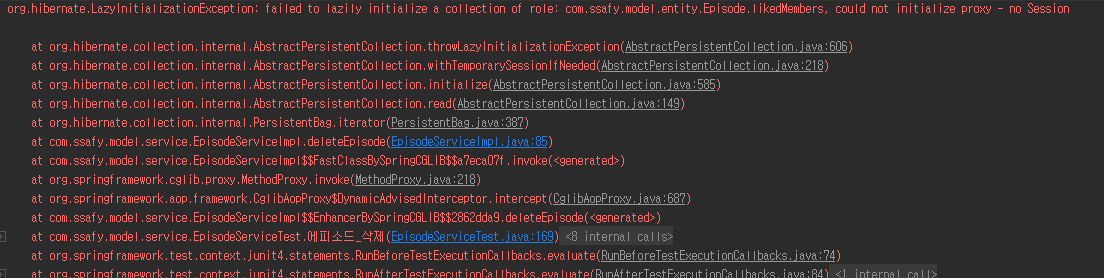 org.hibernate.LazyInitializationException: failed to lazily initialize a collection of role: com.ssafy.model.entity.Episode.likedMembers, could not initialize proxy - no Session
at org.hibernate.collection.internal.AbstractPersistentCollection.throwLazyInitializationException(AbstractPersistentCollection.java:606)
at org.hibernate.collection.internal.AbstractPersistentCollection.withTemporarySessionIfNeeded(AbstractPersistentCollection.java:218)
at org.hibernate.collection.internal.AbstractPersistentCollection.initialize(AbstractPersistentCollection.java:585)
at org.hibernate.collection.internal.AbstractPersistentCollection.read(AbstractPersistentCollection.java:149)
at org.hibernate.collection.internal.PersistentBag.iterator(PersistentBag.java:387)
at com.ssafy.model.service.EpisodeServiceImpl.deleteEpisode(EpisodeServiceImpl.java:85)
at com.ssafy.model.service.EpisodeServiceImpl$$FastClassBySpringCGLIB$$a7eca07f.invoke(<generated>)
at org.springframework.cglib.proxy.MethodProxy.invoke(MethodProxy.java:218)
at org.springframework.aop.framework.CglibAopProxy$DynamicAdvisedInterceptor.intercept(CglibAopProxy.java:687)
at com.ssafy.model.service.EpisodeServiceImpl$$EnhancerBySpringCGLIB$$2862dda9.deleteEpisode(<generated>)
at com.ssafy.model.service.EpisodeServiceTest.에피소드_삭제(EpisodeServiceTest.java:169) <8 internal calls>
at org.springframework.test.context.junit4.statements.RunBeforeTestExecutionCallbacks.evaluate(RunBeforeTestExecutionCallbacks.java:74)
at org.springframework.test.context.junit4.statements.RunAfterTestExecutionCallbacks.evaluate(RunAfterTestExecutionCallbacks.java:84) <1 internal call>